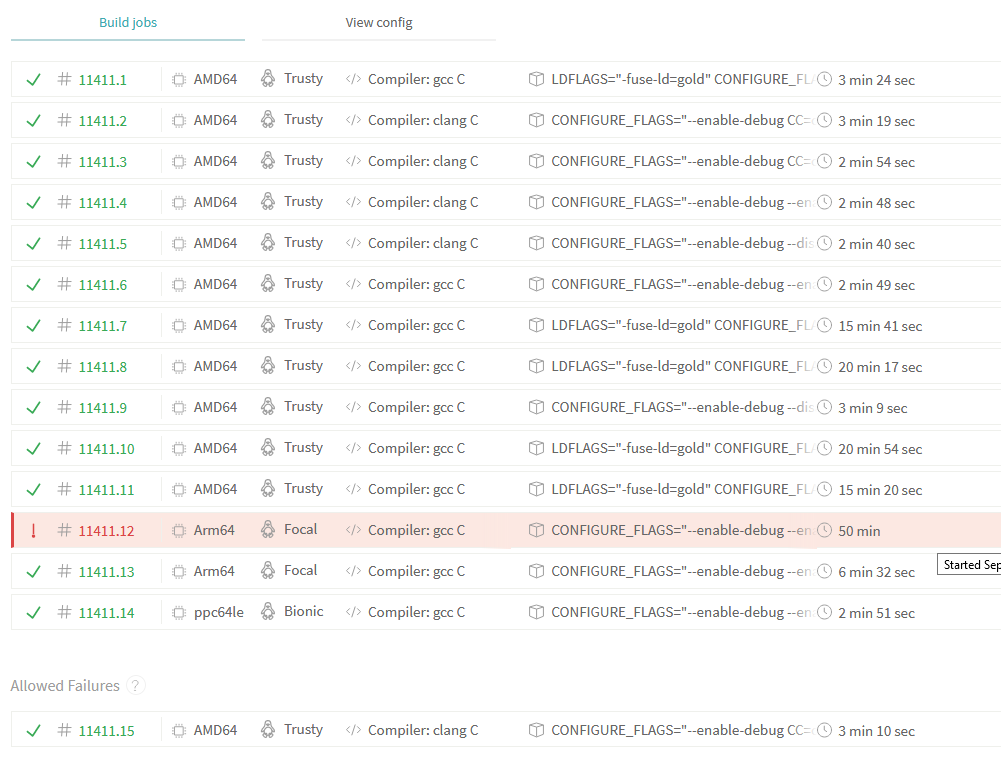 Build jobs View config
# 11411.1 AMD64 Trusty </> Compiler: gcc C LDFLAGS="-fuse-ld=gold" CONFIGURE_FL 3 min 24 sec
# 11411.2 AMD64 Trusty </> Compiler: clang C CONFIGURE_FLAGS="--enable-debug CC= 3 min 19 sec
# 11411.3 AMD64 Trusty </> Compiler: clang C CONFIGURE_FLAGS="--enable-debug CC= 2 min 54 sec
# 11411.4 AMD64 Trusty </> Compiler: clang C CONFIGURE_FLAGS="--enable-debug --en 2 min 48 sec
# 11411.5 AMD64 Trusty </> Compiler: clang C CONFIGURE_FLAGS="--enable-debug --dis 2 min 40 sec
# 11411.6 AMD64 Trusty </> Compiler: gcc C CONFIGURE_FLAGS="--enable-debug --en 2 min 49 sec
# 11411.7 AMD64 Trusty </> Compiler: gcc C LDFLAGS="-fuse-ld=gold" CONFIGURE_FL 15 min 41 sec
# 11411.8 AMD64 Trusty </> Compiler: gcc C LDFLAGS="-fuse-ld=gold" CONFIGURE_FL 20 min 17 sec
# 11411.9 AMD64 Trusty </> Compiler: gcc C CONFIGURE_FLAGS="--enable-debug --dis 3 min 9 sec
# 11411.10 AMD64 Trusty </> Compiler: gcc C LDFLAGS="-fuse-ld=gold" CONFIGURE_FL 20 min 54 sec
# 11411.11 AMD64 Trusty </> Compiler: gcc C LDFLAGS="-fuse-ld=gold" CONFIGURE_FL 15 min 20 sec
! # 11411.12 Arm64 Focal </> Compiler: gcc C CONFIGURE_FLAGS="--enable-debug --en 50 min
# 11411.13 Arm64 Focal </> Compiler: gcc C CONFIGURE_FLAGS="--enable-debug --en 6 min 32 sec
Started Sep
# 11411.14 ppc64le Bionic </> Compiler: gcc C CONFIGURE_FLAGS="--enable-debug --en 2 min 51 sec
Allowed Failures ?
# 11411.15 AMD64 Trusty </> Compiler: clang C CONFIGURE_FLAGS="--enable-debug CC= 3 min 10 sec